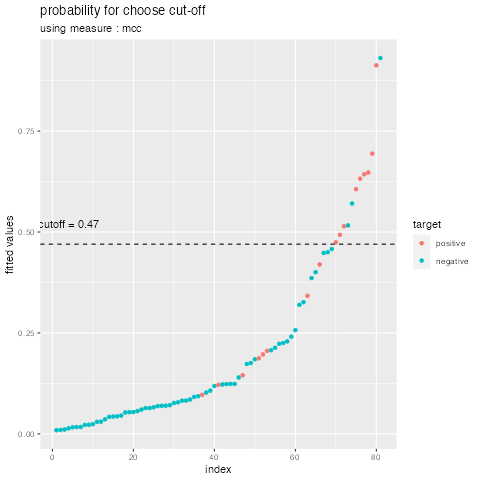 probability for choose cut-off
using measure : mcc
0.75
cutoff = 0.47
0.50
0.25
0.00
fitted values
0
20
40
60
80
index
target
positive
negative